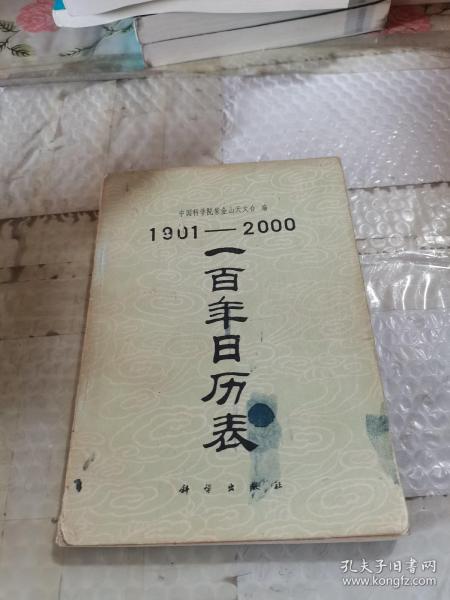 中国科学院紫金山天文台 编
1901—2000
一百年日历表
科学出版社
孔夫子旧书网
www.kongfz.com